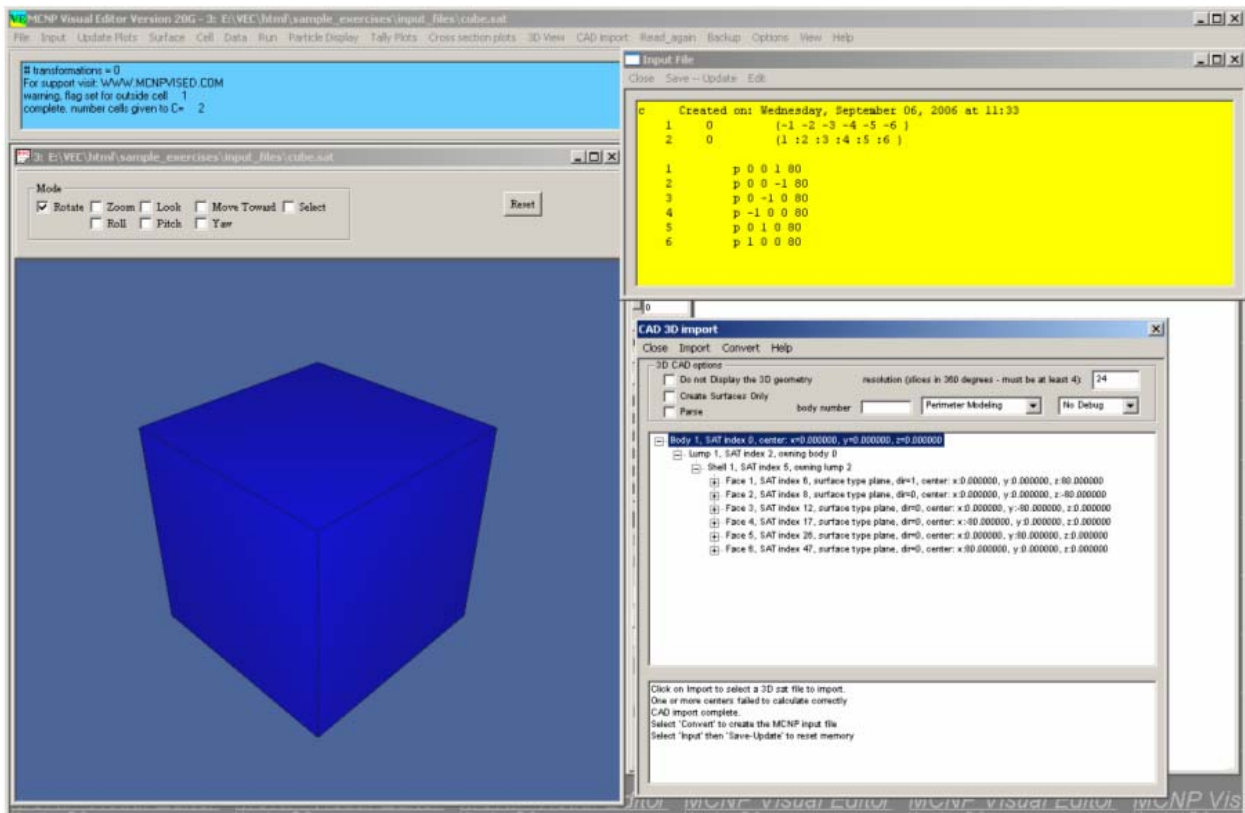 MCNP Visual Editor Version 20G - 3: E:\VEC\html\sample_exercises\input_files\cube.sat
File Input Update Plots Surface Cell Data Run Particle Display Tally Plots Cross section plots 3D View CAD import Read_again Backup Options View Help
# transformations = 0
For support visit: WWW.MCNPVISED.COM
warning, flag set for outside cell 1
complete. number cells given to C= 2
Input File
Close Save -- Update Edit
c Created on: Wednesday, September 06, 2006 at 11:33
1 0 (-1 -2 -3 -4 -5 -6 )
2 0 (1 :2 :3 :4 :5 :6 )
1 p 0 0 1 80
2 p 0 0 -1 80
3 p 0 -1 0 80
4 p -1 0 0 80
5 p 0 1 0 80
6 p 1 0 0 80
3: E:\VEC\html\sample_exercises\input_files\cube.sat
Mode
Rotate Zoom Look Move Toward Select
Roll Pitch Yaw
Reset
0
CAD 3D import
Close Import Convert Help
3D CAD options
Do not Display the 3D geometry resolution (slices in 360 degrees - must be at least 4): 24
Create Surfaces Only
Parse body number Perimeter Modeling No Debug
Body 1, SAT index 0, center: x=0.000000, y=0.000000, z=0.000000
Lump 1, SAT index 2, owning body 0
Shell 1, SAT index 5, owning lump 2
Face 1, SAT index 6, surface type plane, dir=1, center: x:0.000000, y:0.000000, z:80.000000
Face 2, SAT index 8, surface type plane, dir=0, center: x:0.000000, y:0.000000, z:-80.000000
Face 3, SAT index 12, surface type plane, dir=0, center: x:0.000000, y:-80.000000, z:0.000000
Face 4, SAT index 17, surface type plane, dir=0, center: x:-80.000000, y:0.000000, z:0.000000
Face 5, SAT index 26, surface type plane, dir=0, center: x:0.000000, y:80.000000, z:0.000000
Face 6, SAT index 47, surface type plane, dir=0, center: x:80.000000, y:0.000000, z:0.000000
Click on Import to select a 3D sat file to import.
One or more centers failed to calculate correctly
CAD import complete.
Select 'Convert' to create the MCNP input file
Select 'Input' then 'Save-Update' to reset memory
MCNP Visual Editor MCNP Visual Editor MCNP Vis